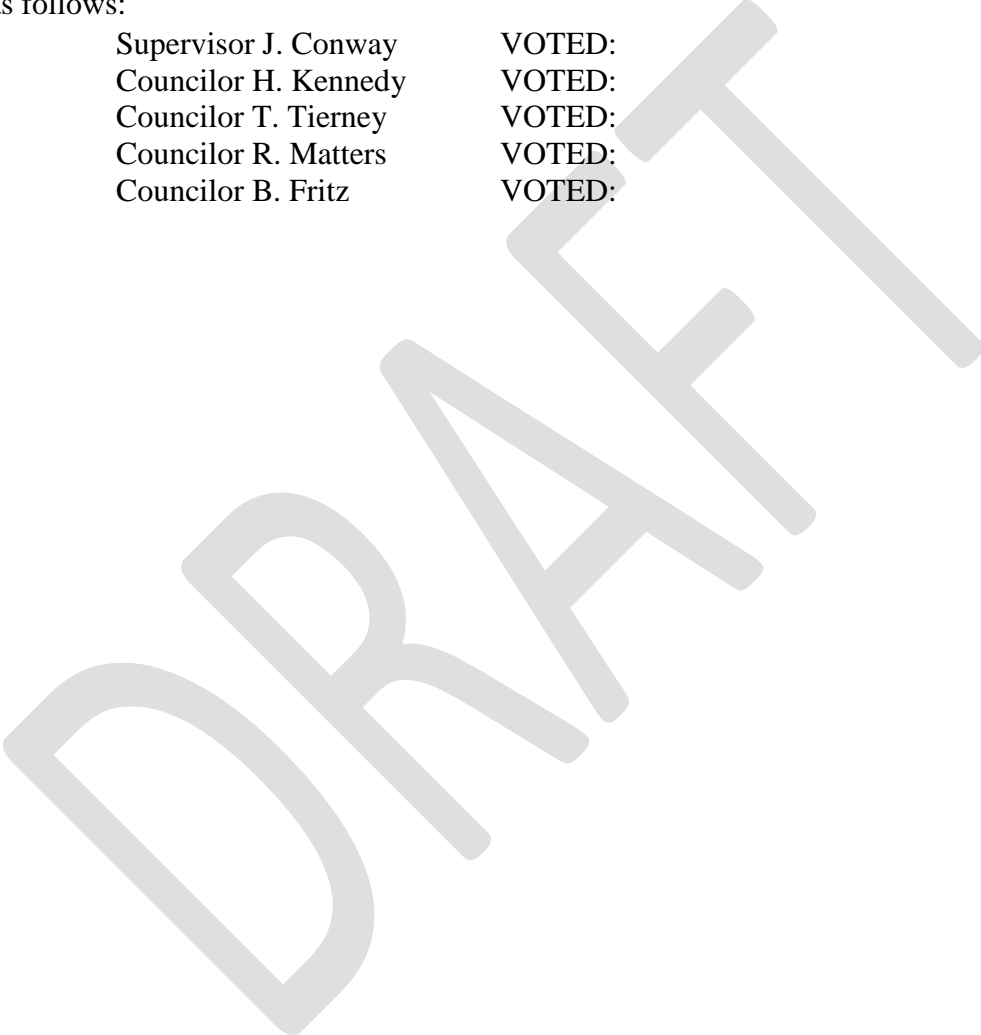 as follows:
Supervisor J. Conway VOTED:
Councilor H. Kennedy VOTED:
Councilor T. Tierney VOTED:
Councilor R. Matters VOTED:
Councilor B. Fritz VOTED:
DRAFT